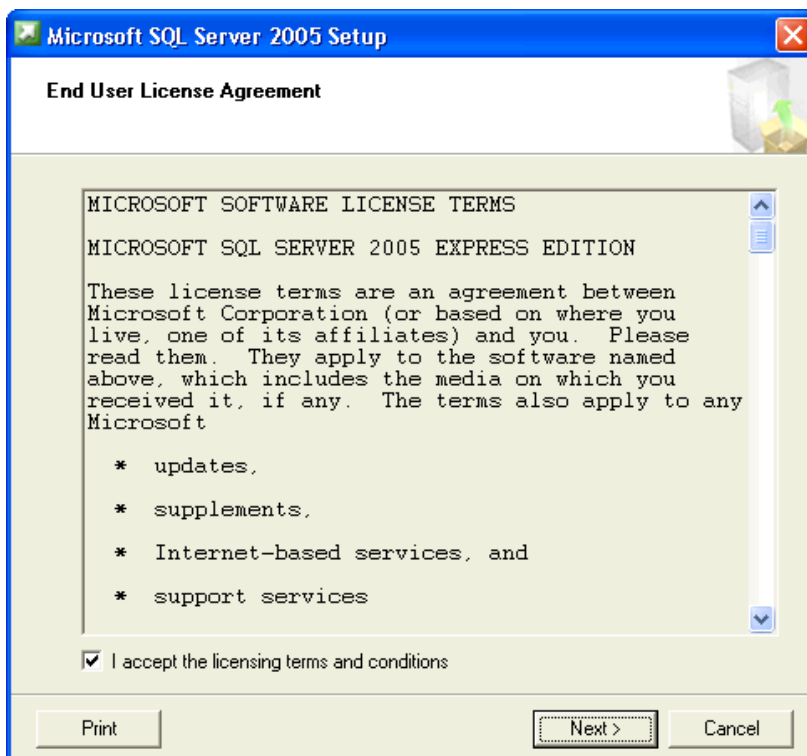 Microsoft SQL Server 2005 Setup
End User License Agreement
MICROSOFT SOFTWARE LICENSE TERMS
MICROSOFT SQL SERVER 2005 EXPRESS EDITION
These license terms are an agreement between
Microsoft Corporation (or based on where you
live, one of its affiliates) and you.  Please
read them.  They apply to the software named
above, which includes the media on which you
received it, if any.  The terms also apply to any
Microsoft
* updates,
* supplements,
* Internet-based services, and
* support services
I accept the licensing terms and conditions
Print
Next >
Cancel